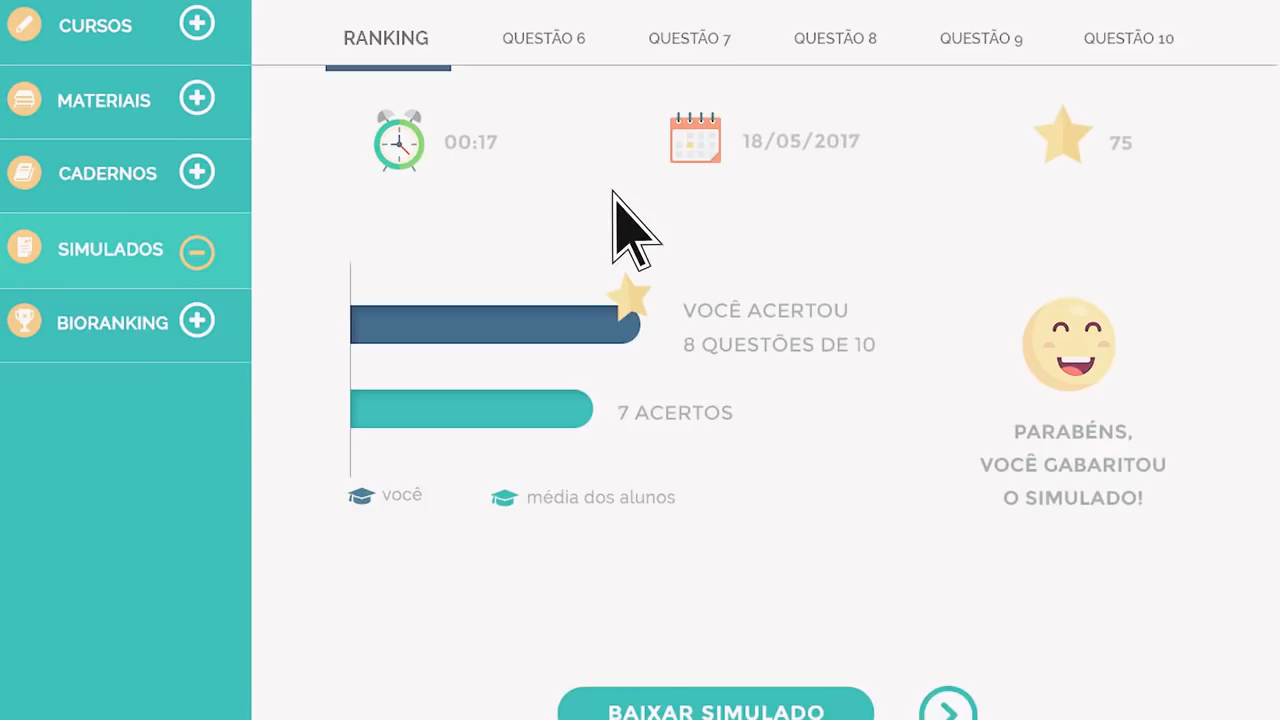 CURSOS
MATERIAIS
CADERNOS
SIMULADOS
BIORANKING
RANKING
QUESTÃO 6
QUESTÃO 7
QUESTÃO 8
QUESTÃO 9
QUESTÃO 10
00:17
18/05/2017
75
VOCÊ ACERTOU
8 QUESTÕES DE 10
7 ACERTOS
você
média dos alunos
PARABÉNS,
VOCÊ GABARITOU
O SIMULADO!
BAIXAR SIMULADO